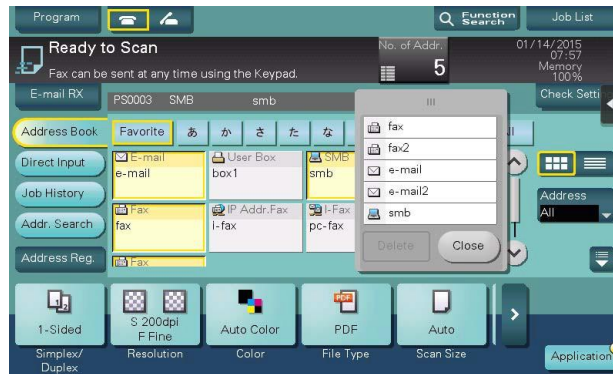 Program
Function Search
Job List
Ready to Scan
Fax can be sent at any time using the Keypad.
No. of Addr.
5
01/14/2015
07:57
Memory
100%
E-mail RX
PS0003 SMB smb
Check Setti
Address Book
Favorite
あ
か
さ
た
な
Direct Input
Job History
Addr. Search
Address Reg.
E-mail
e-mail
User Box
box1
SMB
smb
Fax
fax
IP Addr.Fax
i-fax
I-Fax
pc-fax
Fax
fax
fax2
e-mail
e-mail2
smb
Delete
Close
Address
All
1-Sided
S 200dpi
F Fine
Auto Color
PDF
PDF
Auto
Simplex/
Duplex
Resolution
Color
File Type
Scan Size
Application